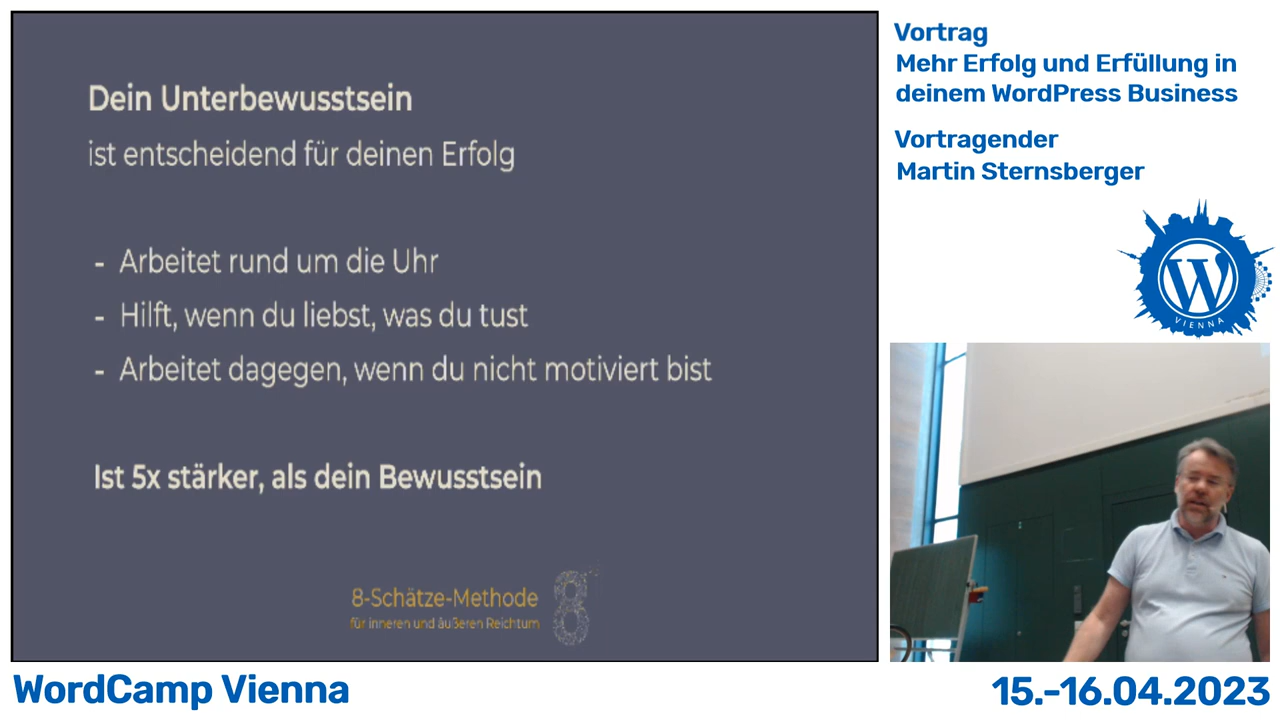 Dein Unterbewusstsein
ist entscheidend für deinen Erfolg
- Arbeitet rund um die Uhr
- Hilft, wenn du liebst, was du tust
- Arbeitet dagegen, wenn du nicht motiviert bist
Ist 5x stärker, als dein Bewusstsein
8-Schätze-Methode
für inneren und äußeren Reichtum
8
Vortrag
Mehr Erfolg und Erfüllung in
deinem WordPress Business
Vortragender
Martin Sternsberger
W
VIENNA
WordCamp Vienna
15.-16.04.2023